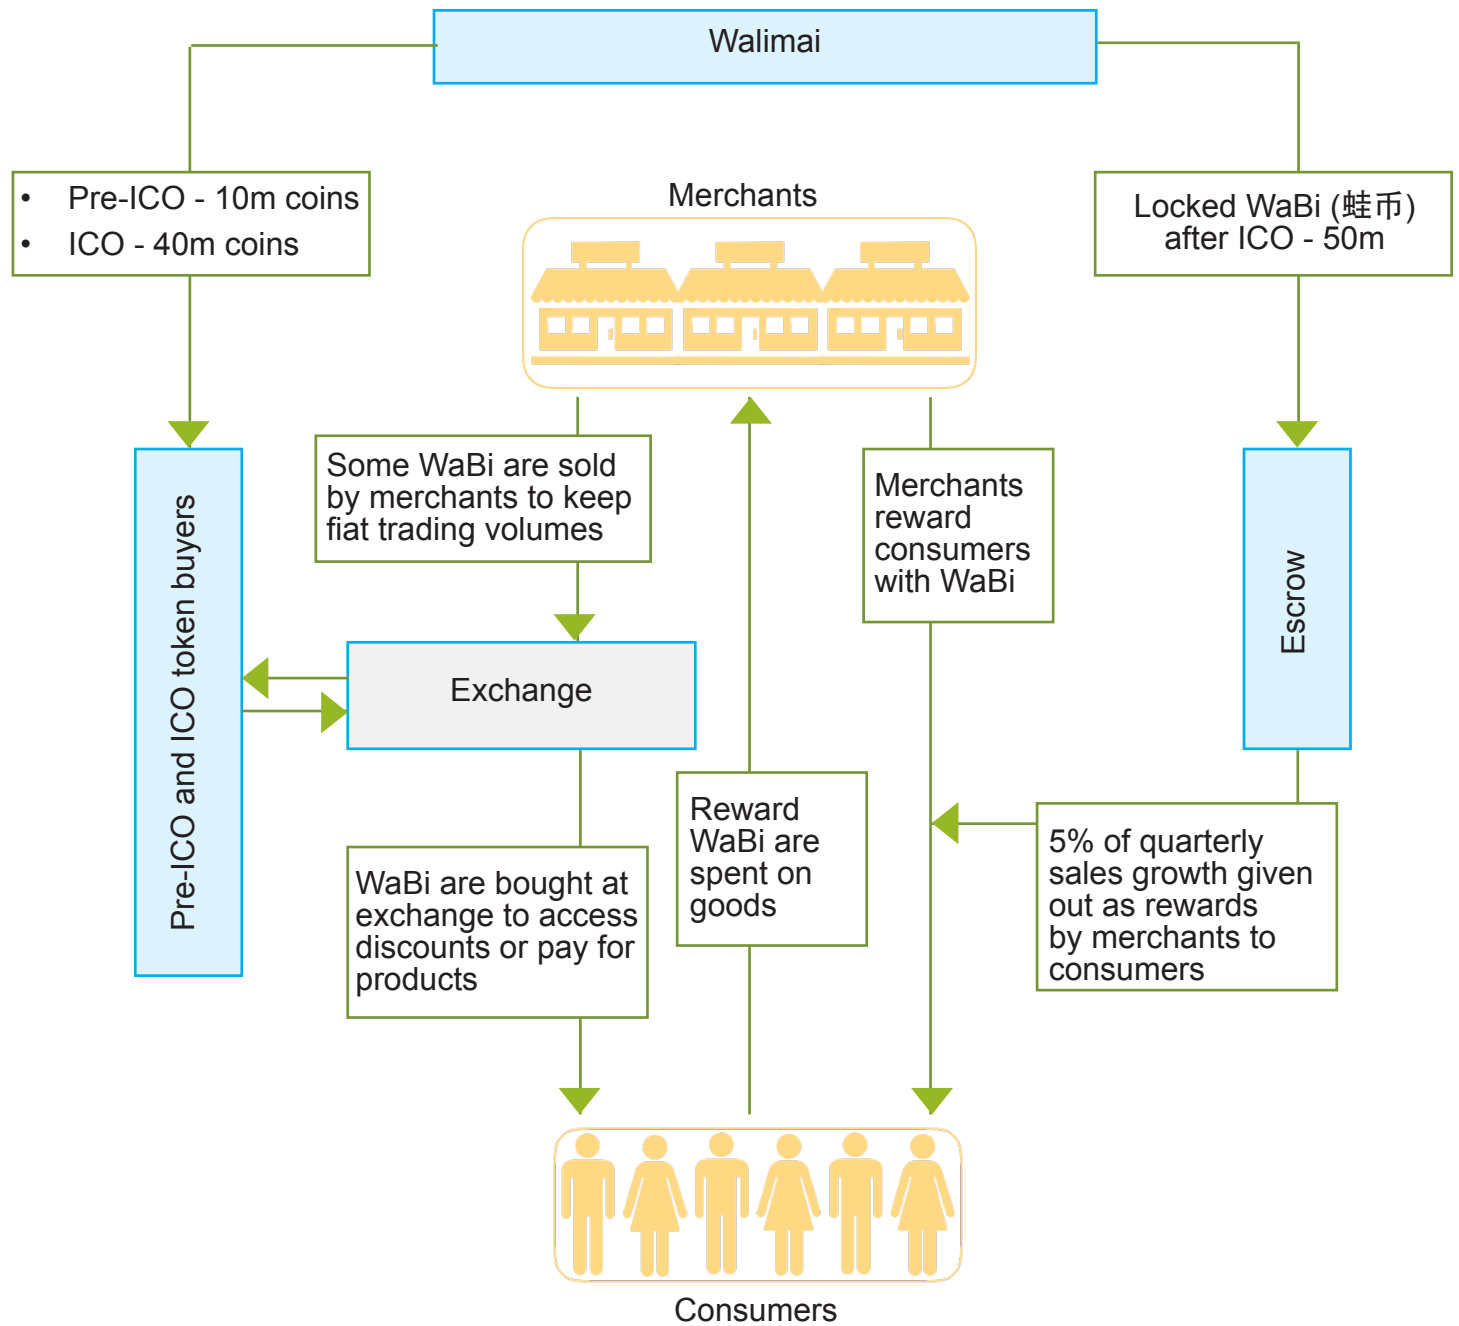 Walimai
• Pre-ICO - 10m coins
• ICO - 40m coins
Merchants
Locked WaBi (蛙币)
after ICO - 50m
Some WaBi are sold
by merchants to keep
fiat trading volumes
Merchants
reward
consumers
with WaBi
Pre-ICO and ICO token buyers
Exchange
Escrow
Reward
WaBi are
spent on
goods
5% of quarterly
sales growth given
out as rewards
by merchants to
consumers
WaBi are bought at
exchange to access
discounts or pay for
products
Consumers